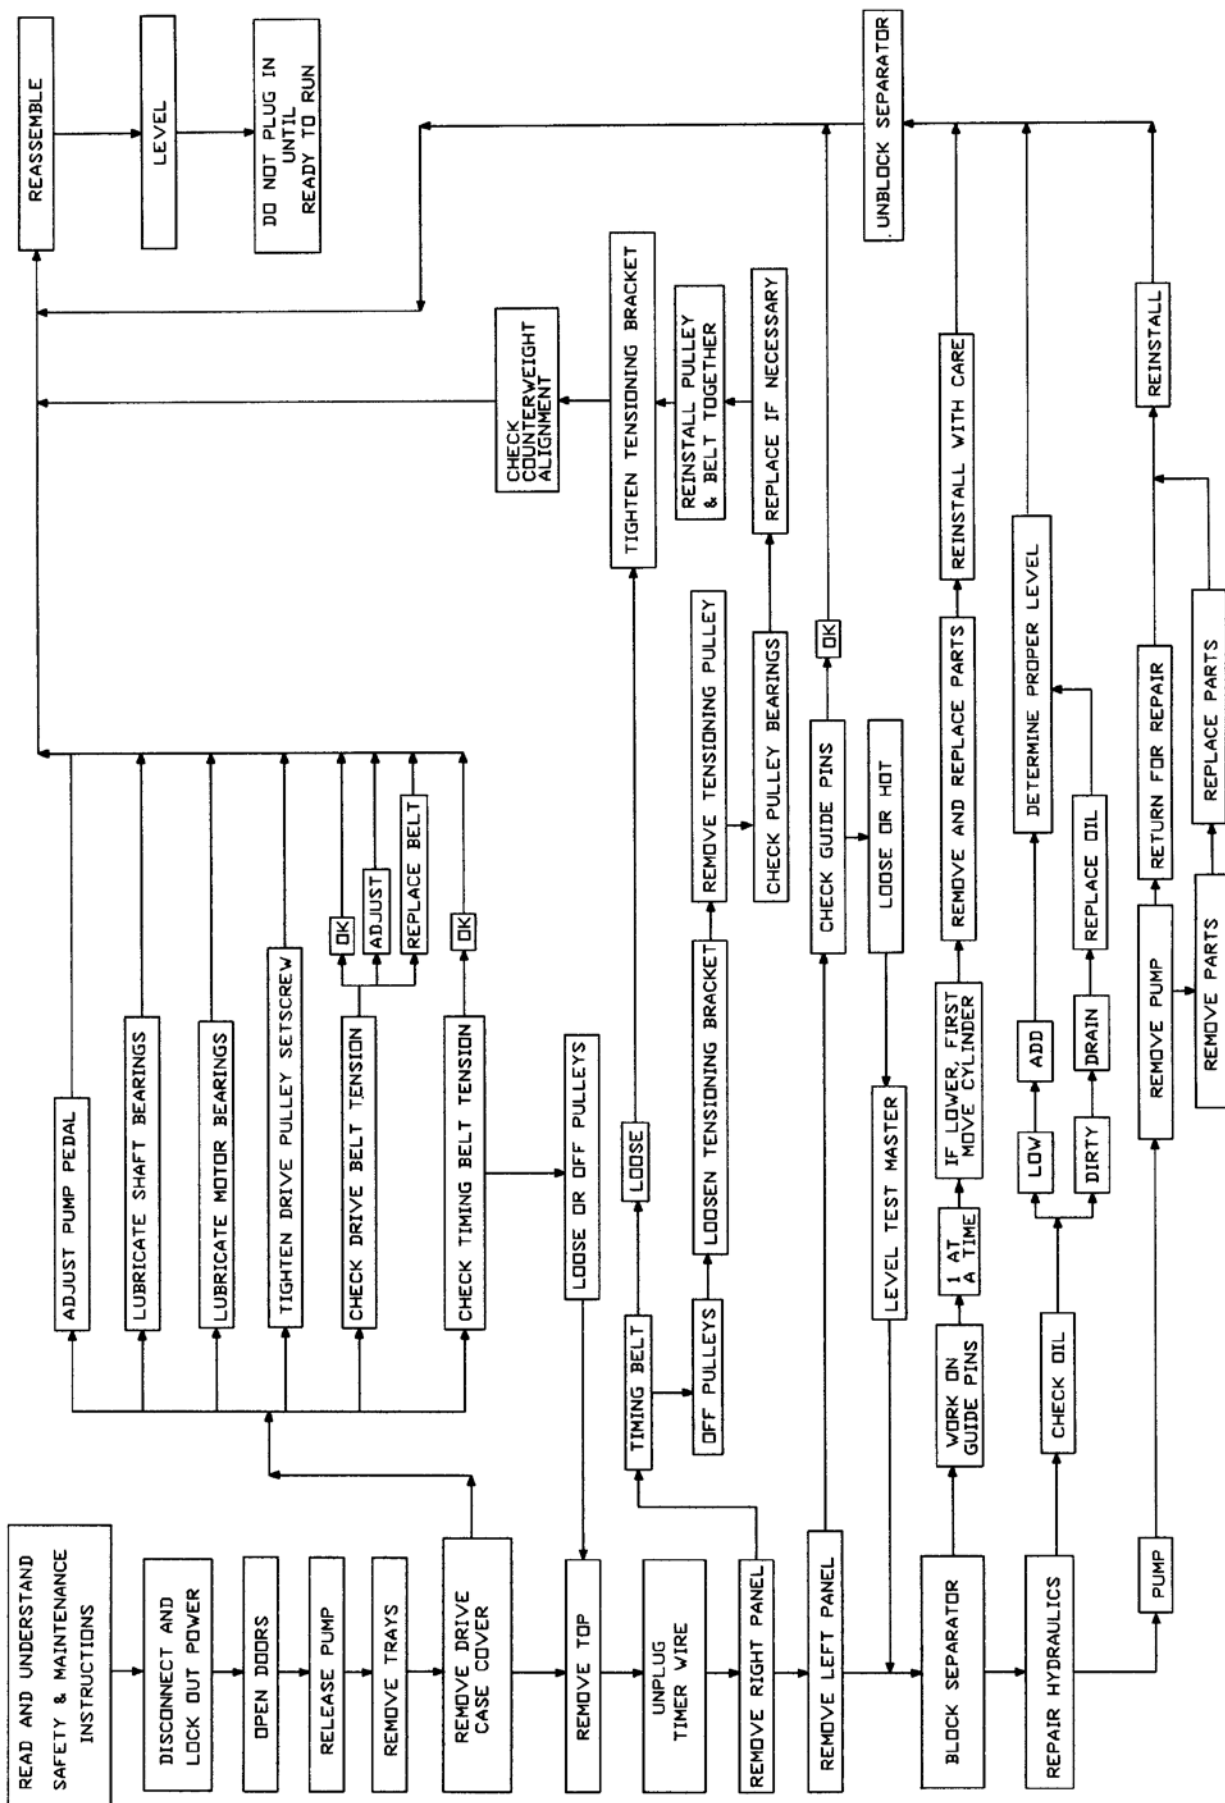 READ AND UNDERSTAND
SAFETY & MAINTENANCE
INSTRUCTIONS
DISCONNECT AND
LOCK OUT POWER
OPEN DOORS
RELEASE PUMP
REMOVE TRAYS
REMOVE DRIVE
CASE COVER
REMOVE TOP
UNPLUG
TIMER WIRE
REMOVE RIGHT PANEL
REMOVE LEFT PANEL
BLOCK SEPARATOR
REPAIR HYDRAULICS
PUMP
ADJUST PUMP PEDAL
LUBRICATE SHAFT BEARINGS
LUBRICATE MOTOR BEARINGS
TIGHTEN DRIVE PULLEY SETSCREW
CHECK DRIVE BELT TENSION
OK
ADJUST
REPLACE BELT
CHECK TIMING BELT TENSION
OK
LOOSE OR OFF PULLEYS
TIMING BELT
LOOSE
OFF PULLEYS
LOOSEN TENSIONING BRACKET
REMOVE TENSIONING PULLEY
CHECK PULLEY BEARINGS
REPLACE IF NECESSARY
REINSTALL PULLEY
& BELT TOGETHER
TIGHTEN TENSIONING BRACKET
CHECK
COUNTERWEIGHT
ALIGNMENT
CHECK GUIDE PINS
OK
LOOSE OR HOT
LEVEL TEST MASTER
WORK ON
GUIDE PINS
1 AT
A TIME
IF LOWER, FIRST
MOVE CYLINDER
REMOVE AND REPLACE PARTS
REINSTALL WITH CARE
CHECK OIL
LOW
ADD
DETERMINE PROPER LEVEL
DIRTY
DRAIN
REPLACE OIL
REMOVE PUMP
RETURN FOR REPAIR
REINSTALL
REMOVE PARTS
REPLACE PARTS
UNBLOCK SEPARATOR
REASSEMBLE
LEVEL
DO NOT PLUG IN
UNTIL
READY TO RUN